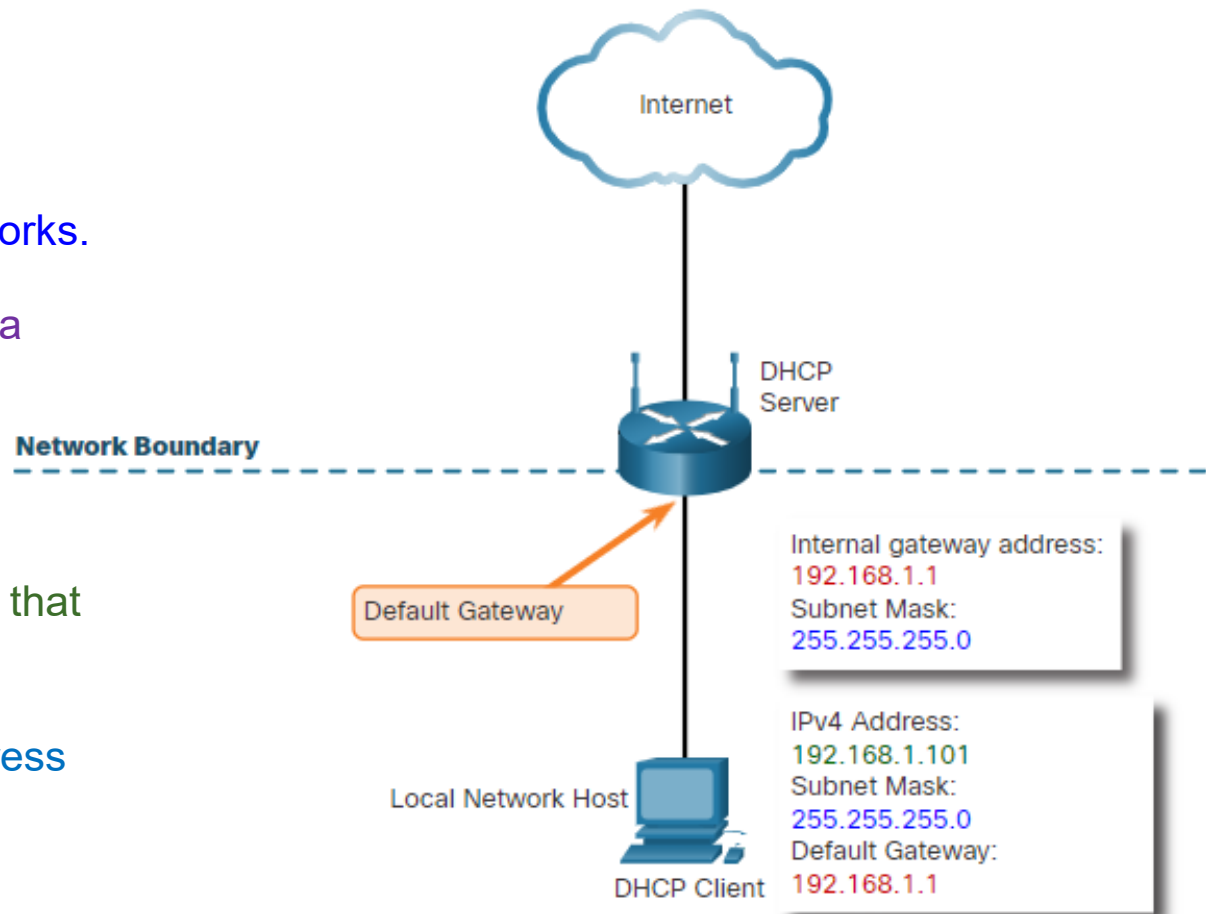 Internet
orks.
a
DHCP
Server
Network Boundary
Internal gateway address:
192.168.1.1
Subnet Mask:
255.255.255.0
that
Default Gateway
IPv4 Address:
192.168.1.101
Subnet Mask:
255.255.255.0
Default Gateway:
192.168.1.1
ess
Local Network Host
DHCP Client